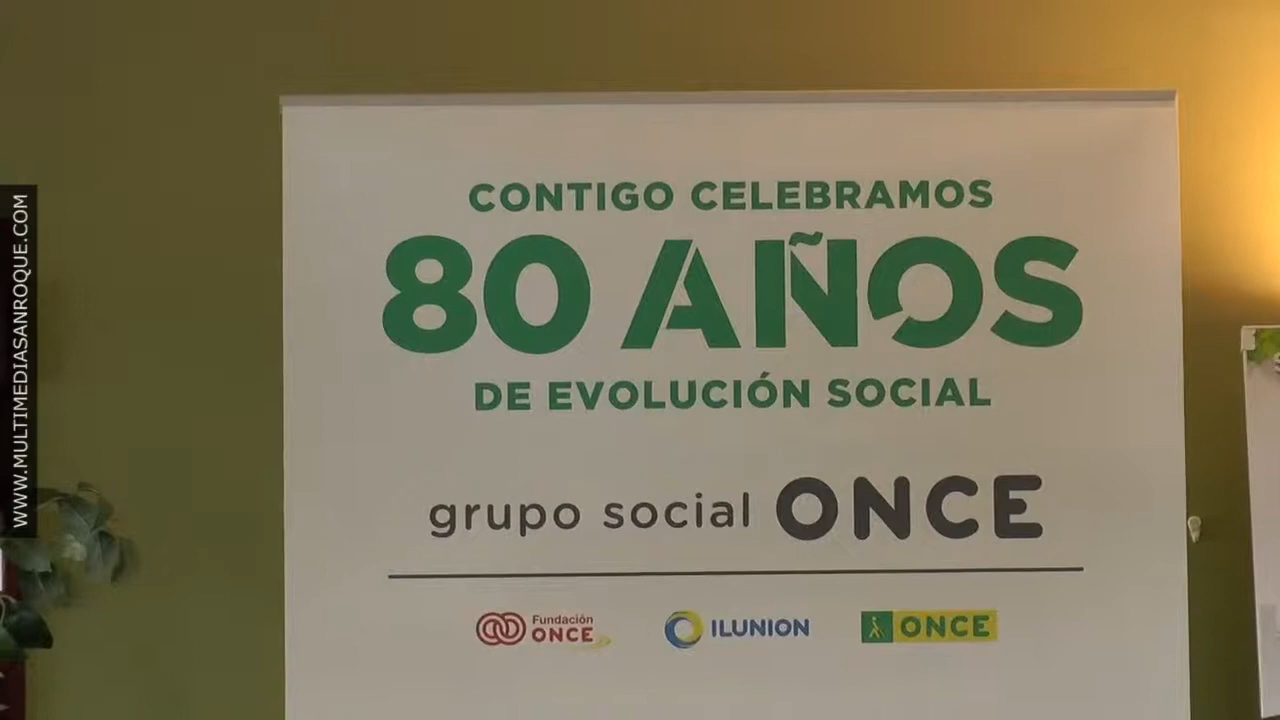 WWW.MULTIMEDIASANROQUE.COM
CONTIGO CELEBRAMOS
80 AÑOS
DE EVOLUCIÓN SOCIAL
grupo social ONCE
Fundación
ONCE
ILUNION
ONCE